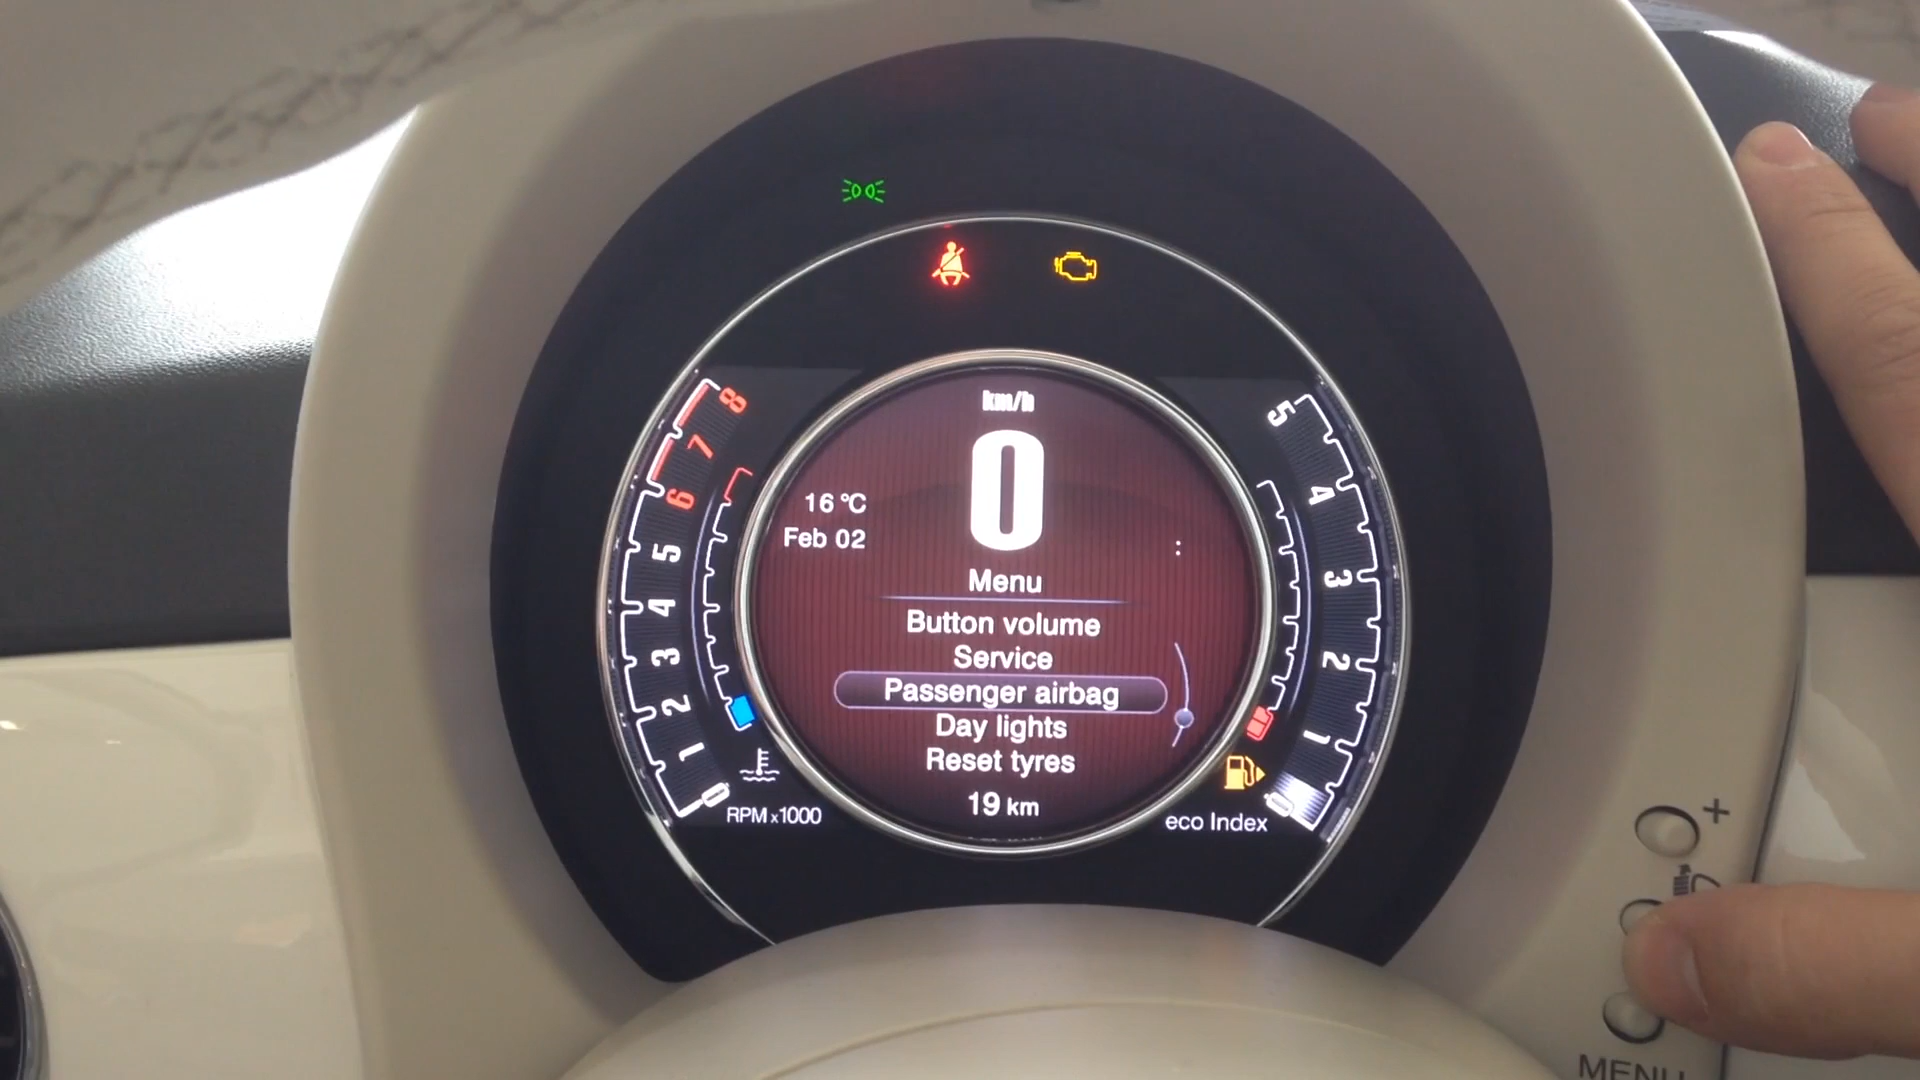 km/h
0
16 °C
Feb 02
:
Menu
Button volume
Service
Passenger airbag
Day lights
Reset tyres
19 km
8
7
6
5
4
3
2
1
0
RPM x1000
5
4
3
2
1
0
eco Index
+
MENU